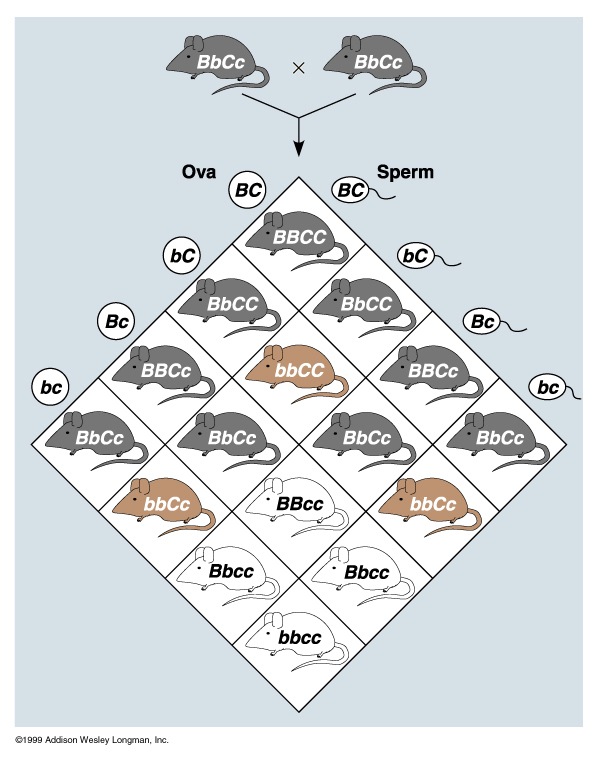 BbCc × BbCc
Ova Sperm
BC BC
BBCC
bC bC
BbCC BbCC
Bc Bc
BBCc bbCC BBCc
bc bc
BbCc BbCc BbCc BbCc
bbCc BBcc bbCc
Bbcc Bbcc
bbcc
©1999 Addison Wesley Longman, Inc.